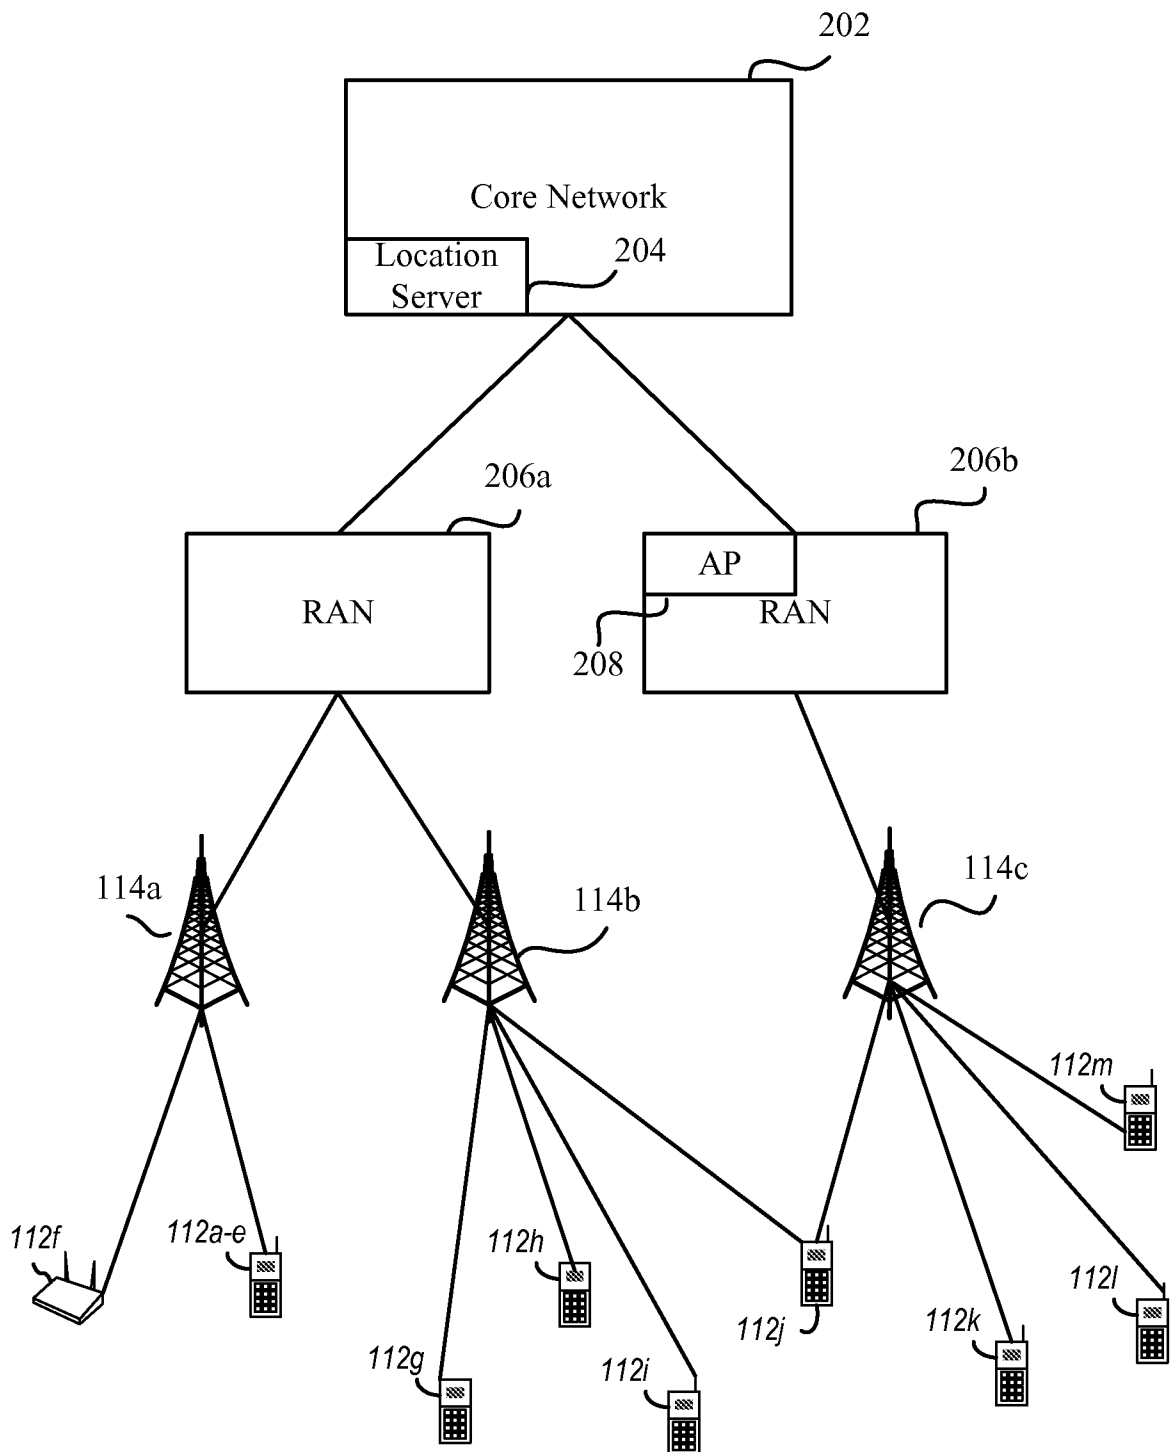 202
Core Network
Location
Server
204
206a
206b
RAN
AP
RAN
208
114a
114b
114c
112m
112f
112a-e
112h
112j
112l
112k
112g
112i